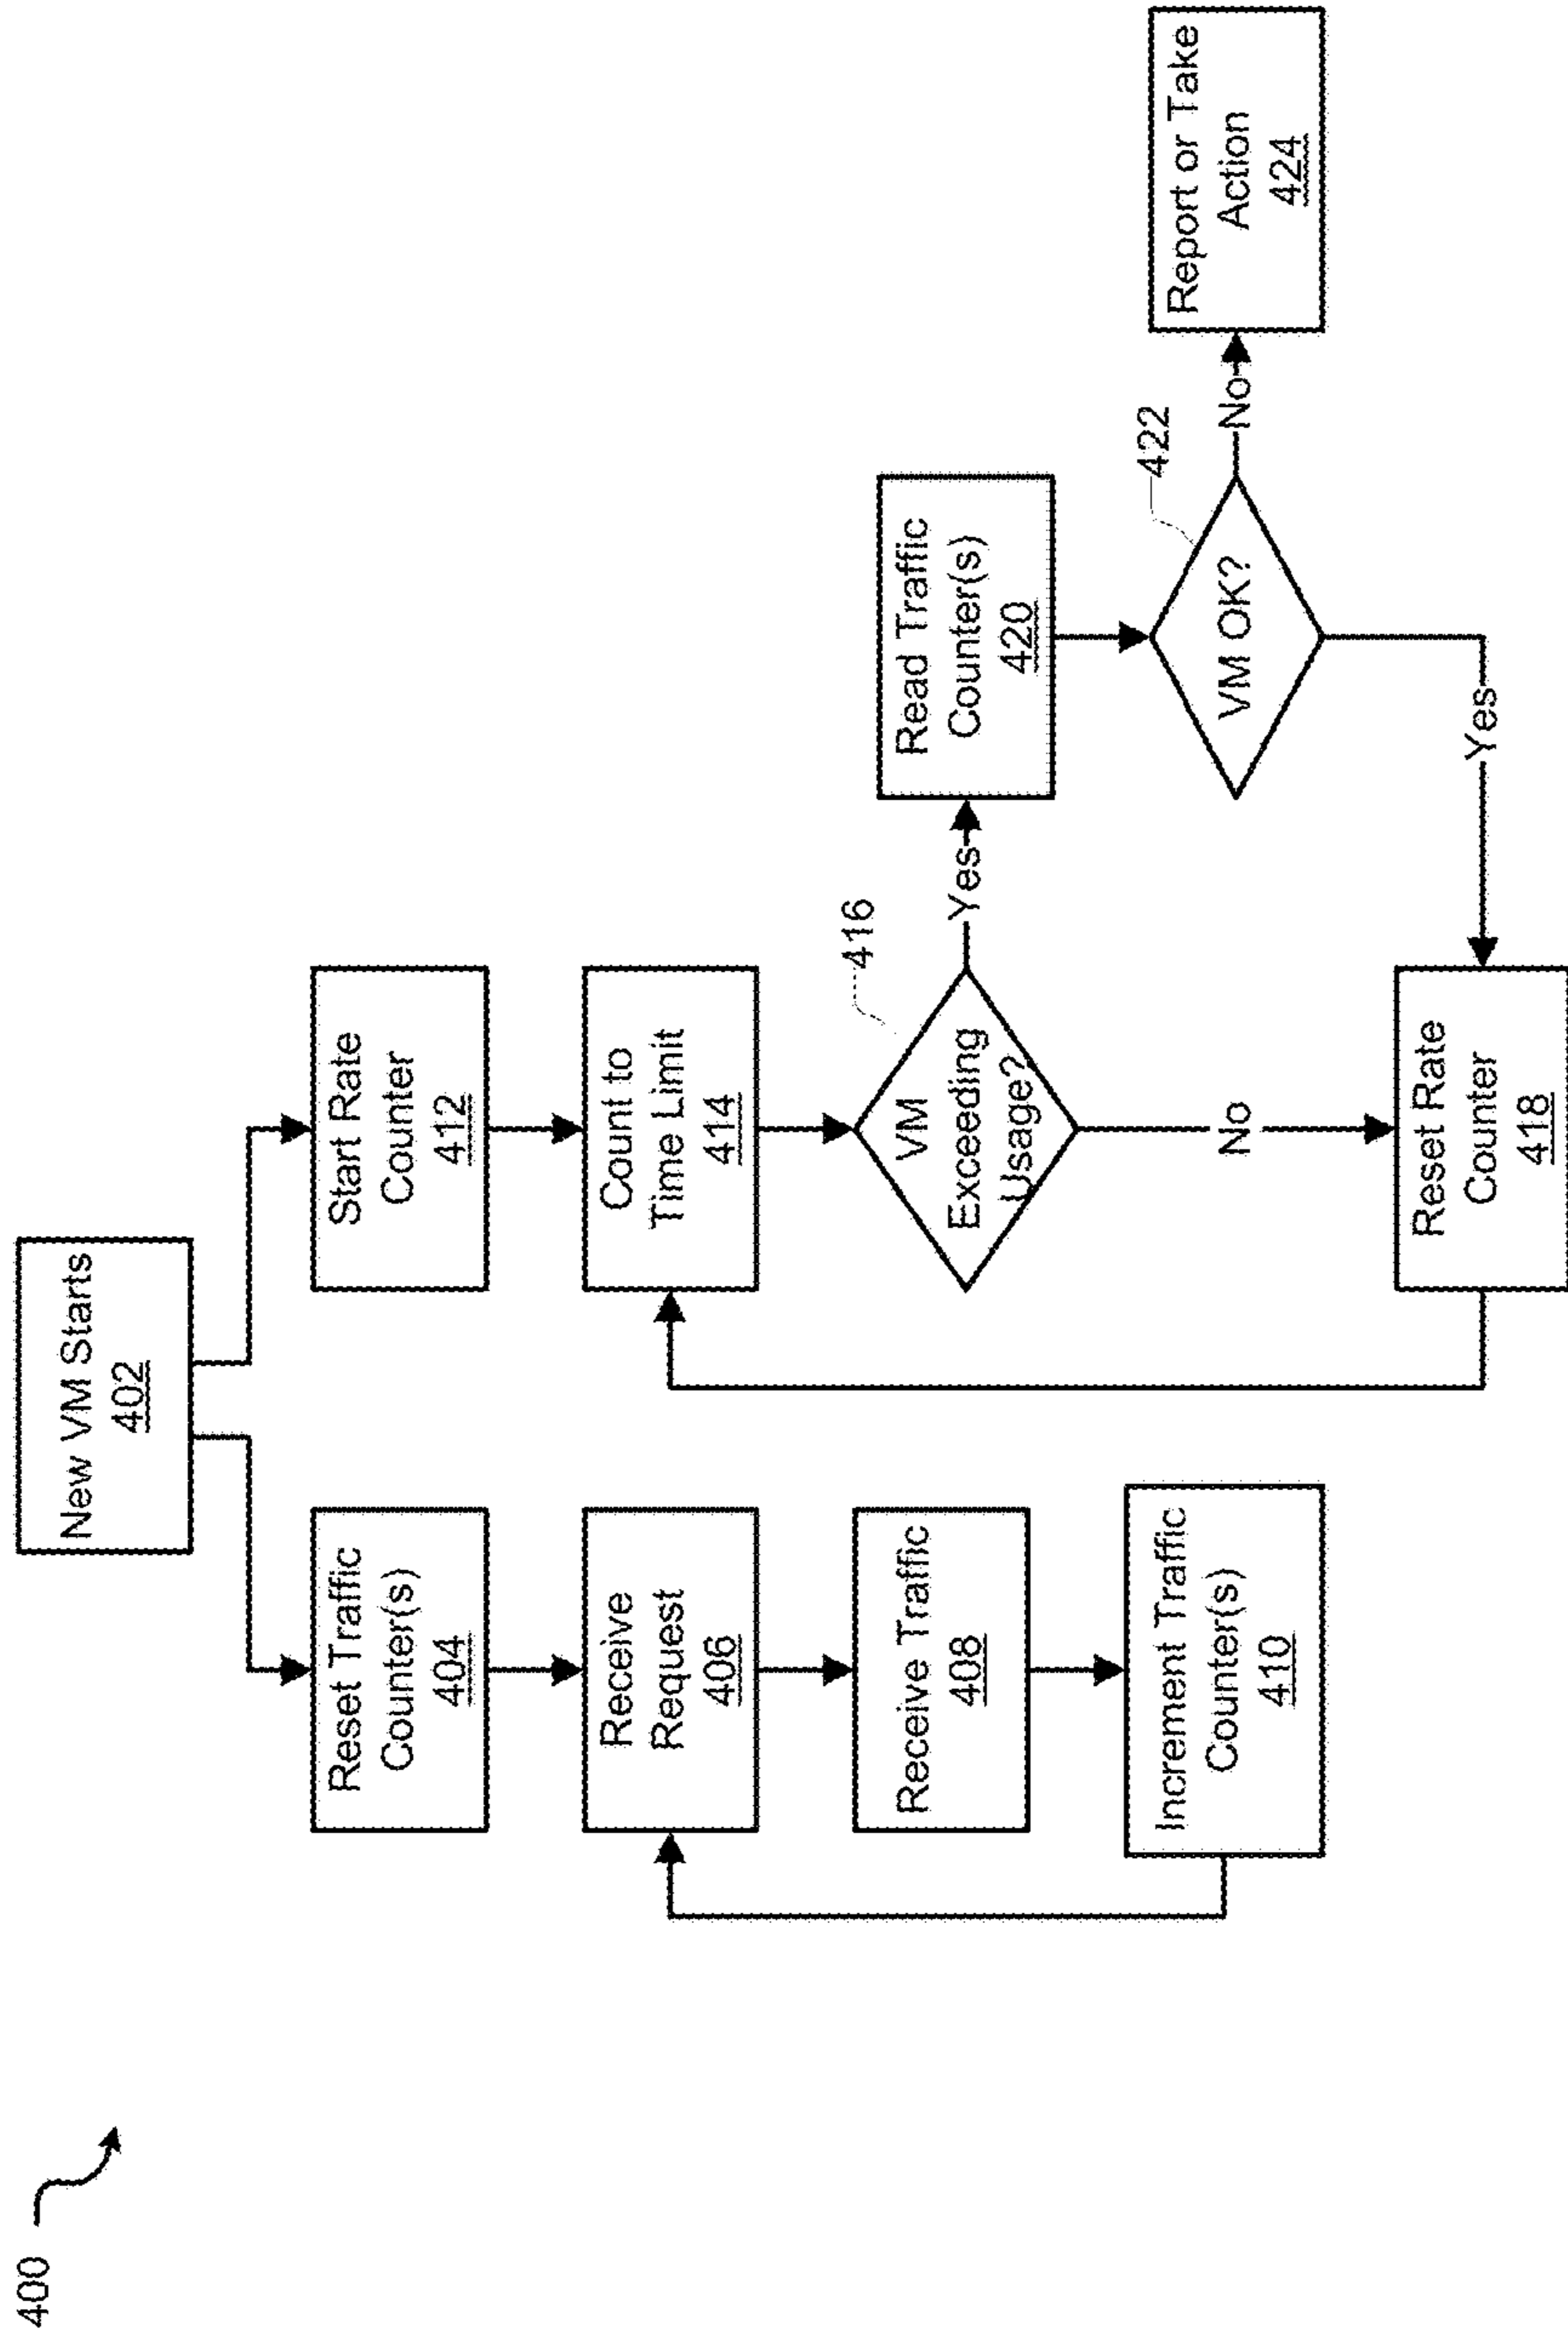 400
New VM Starts
402
Reset Traffic
Counter(s)
404
Receive
Request
406
Receive Traffic
408
Increment Traffic
Counter(s)
410
Start Rate
Counter
412
Count to
Time Limit
414
VM
Exceeding
Usage?
416
Yes
No
Read Traffic
Counter(s)
420
VM OK?
422
No
Yes
Report or Take
Action
424
Reset Rate
Counter
418